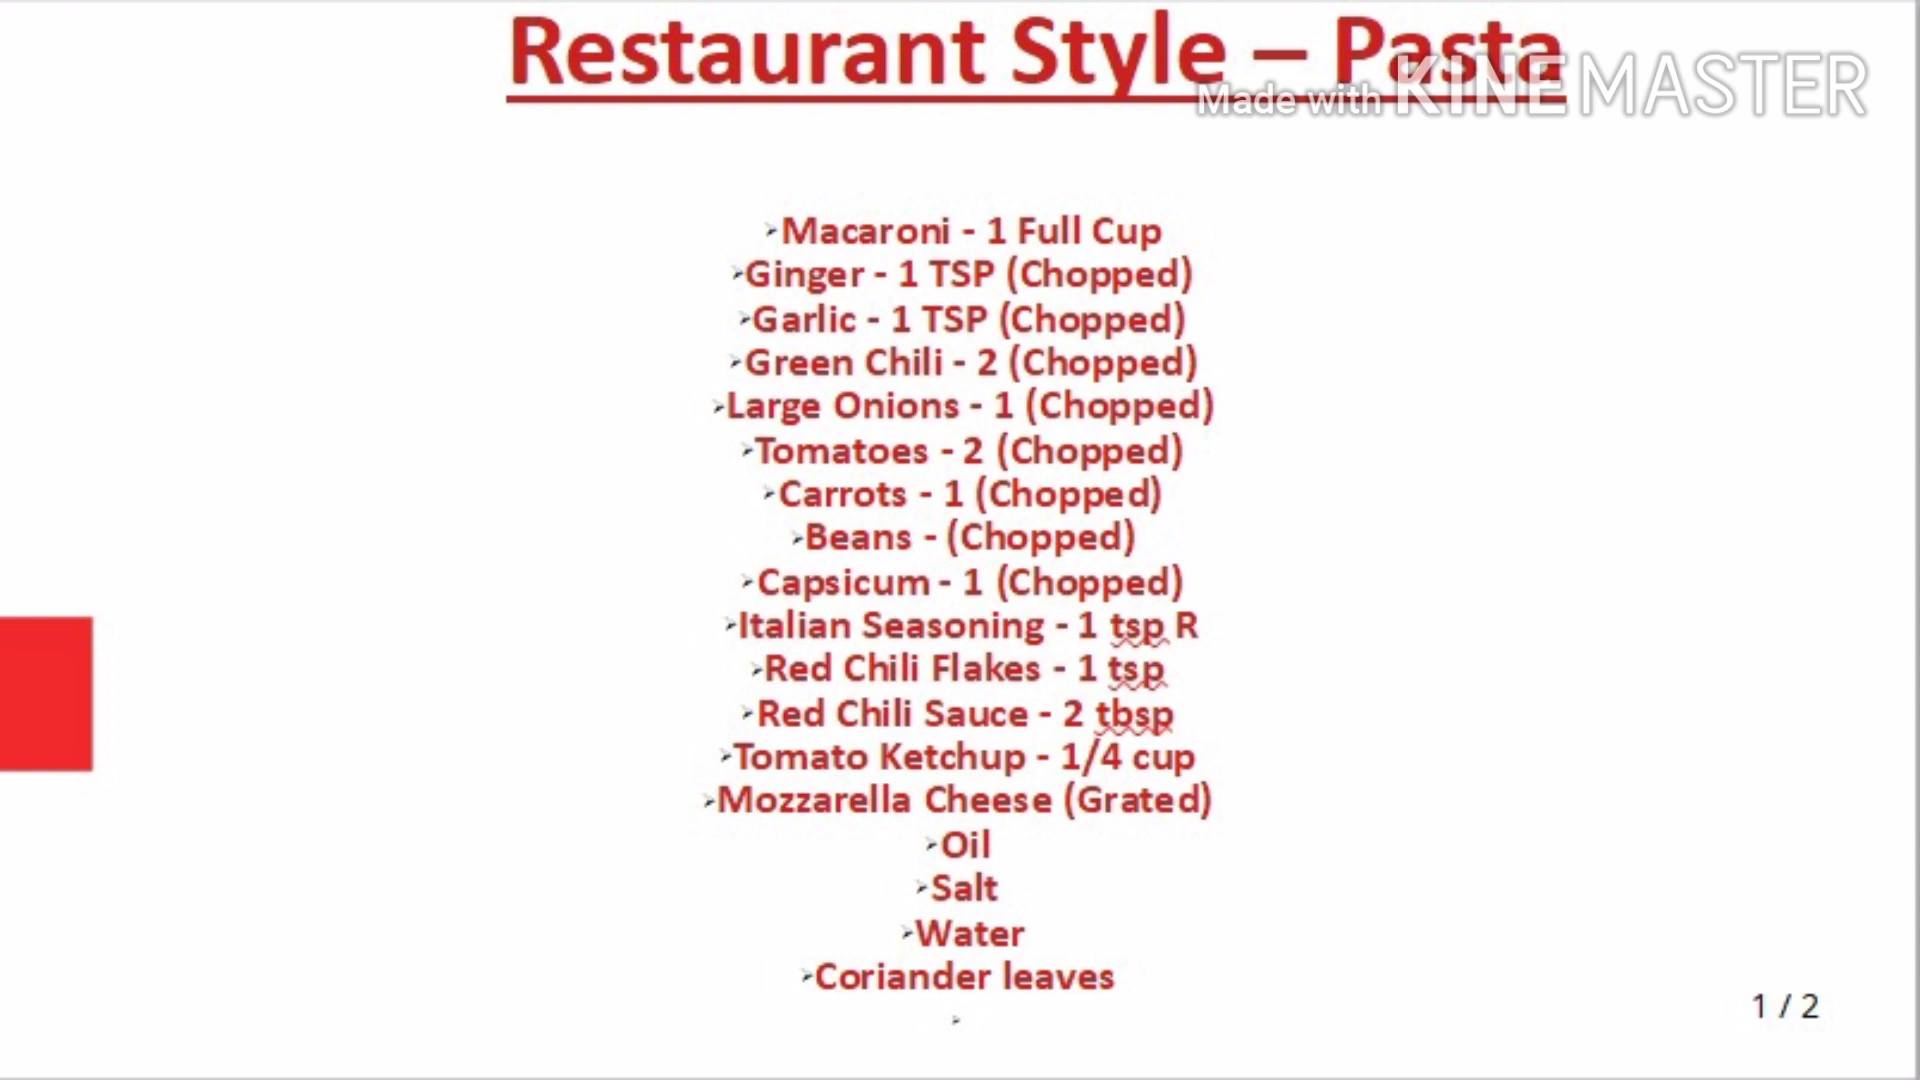 Restaurant Style – Pasta
Made with KINEMASTER
Macaroni - 1 Full Cup
Ginger - 1 TSP (Chopped)
Garlic - 1 TSP (Chopped)
Green Chili - 2 (Chopped)
Large Onions - 1 (Chopped)
Tomatoes - 2 (Chopped)
Carrots - 1 (Chopped)
Beans - (Chopped)
Capsicum - 1 (Chopped)
Italian Seasoning - 1 tsp R
Red Chili Flakes - 1 tsp
Red Chili Sauce - 2 tbsp
Tomato Ketchup - 1/4 cup
Mozzarella Cheese (Grated)
Oil
Salt
Water
Coriander leaves
1 / 2